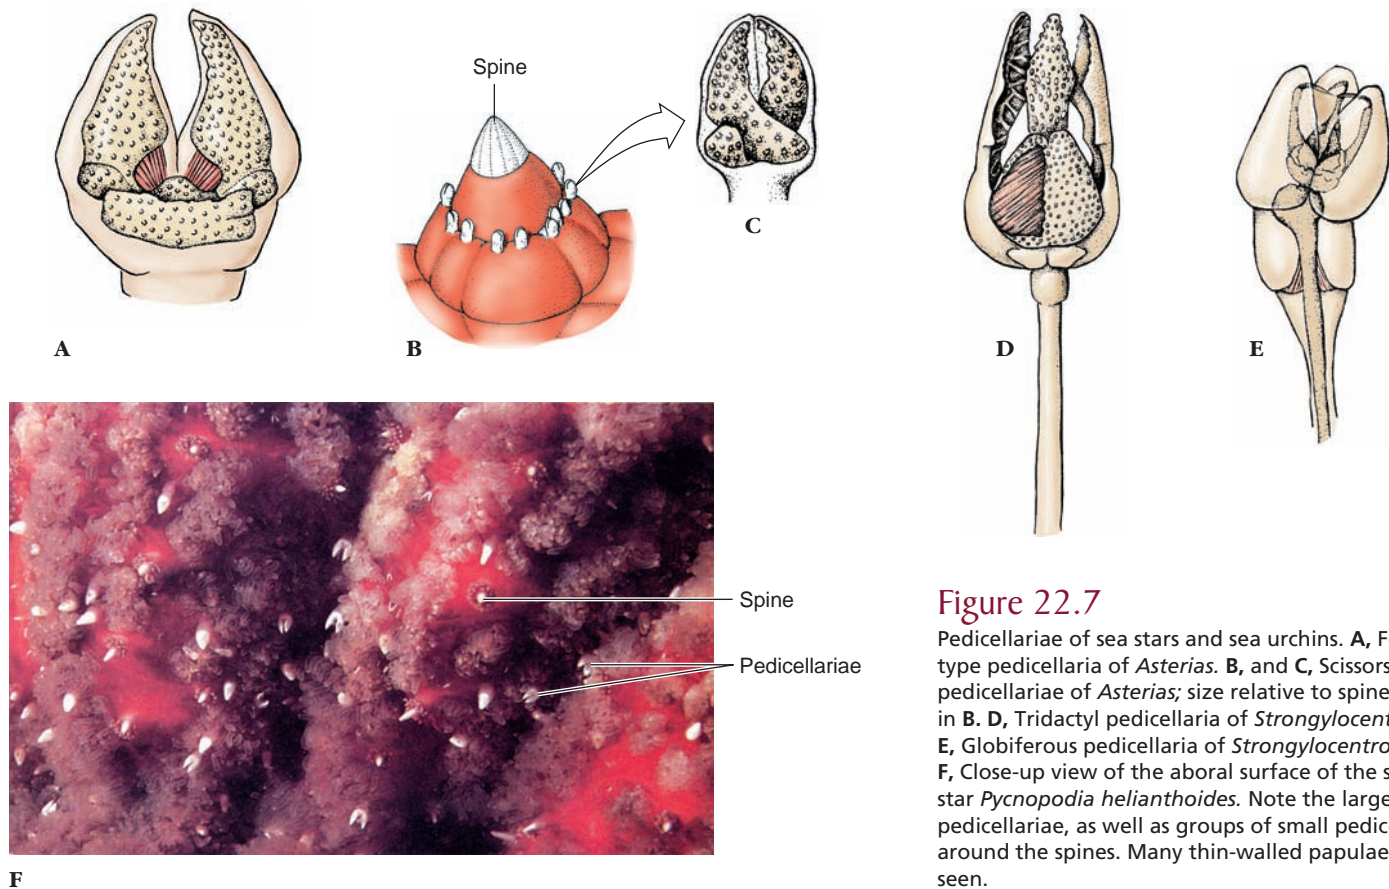 Spine
A
B
C
D
E
Spine
Pedicellariae
F
Figure 22.7
Pedicellariae of sea stars and sea urchins. A, F
type pedicellaria of Asterias. B, and C, Scissors
pedicellariae of Asterias; size relative to spine
in B. D, Tridactyl pedicellaria of Strongylocent
E, Globiferous pedicellaria of Strongylocentro
F, Close-up view of the aboral surface of the s
star Pycnopodia helianthoides. Note the large
pedicellariae, as well as groups of small pedice
around the spines. Many thin-walled papulae
seen.